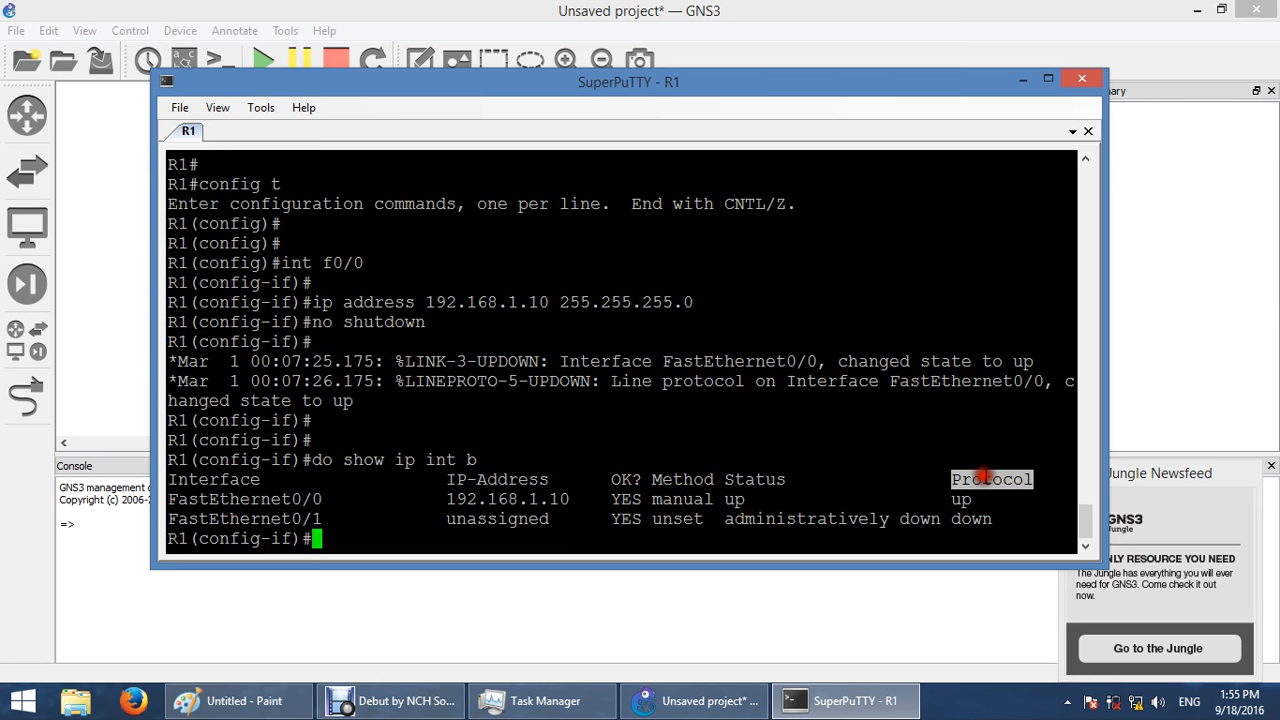 Unsaved project* — GNS3
File Edit View Control Device Annotate Tools Help
SuperPuTTY - R1
ary
File View Tools Help
R1
R1#
R1#config t
Enter configuration commands, one per line.  End with CNTL/Z.
R1(config)#
R1(config)#
R1(config)#int f0/0
R1(config-if)#
R1(config-if)#ip address 192.168.1.10 255.255.255.0
R1(config-if)#no shutdown
R1(config-if)#
*Mar  1 00:07:25.175: %LINK-3-UPDOWN: Interface FastEthernet0/0, changed state to up
*Mar  1 00:07:26.175: %LINEPROTO-5-UPDOWN: Line protocol on Interface FastEthernet0/0, c
hanged state to up
R1(config-if)#
R1(config-if)#
R1(config-if)#do show ip int b
Interface IP-Address OK? Method Status Protocol
FastEthernet0/0 192.168.1.10 YES manual up up
FastEthernet0/1 unassigned YES unset administratively down down
R1(config-if)#
Console
GNS3 management c
Copyright (c) 2006-2
=>
Jungle Newsfeed
GNS3
Jungle
NLY RESOURCE YOU NEED
The Jungle has everything you will ever
need for GNS3. Come check it out
now.
Go to the Jungle
Untitled - Paint
Debut by NCH So...
Task Manager
Unsaved project*...
SuperPuTTY - R1
ENG
1:55 PM
9/18/2016